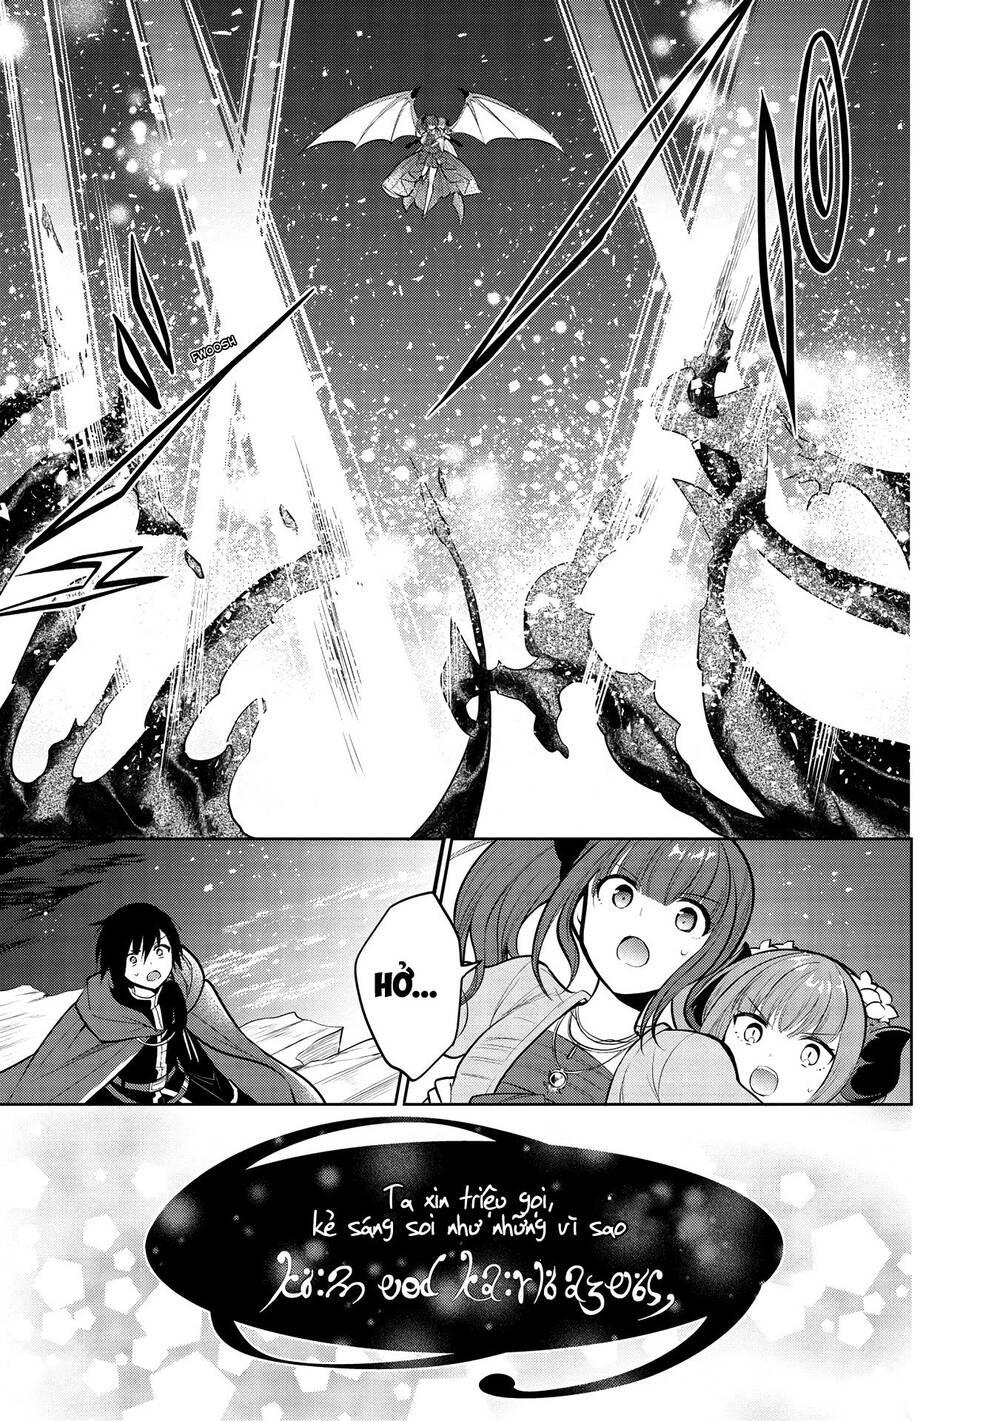 FWOOSH
HỞ...
Ta xin triệu gọi,
kẻ sáng soi như những vì sao